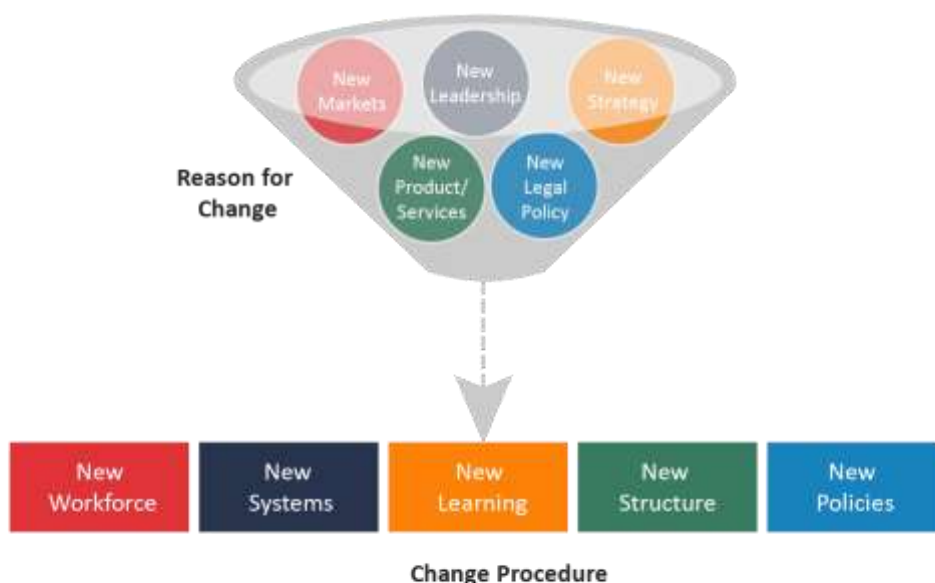 New
Markets
New
Leadership
New
Strategy
New
Product/
Services
New
Legal
Policy
Reason for
Change
New
Workforce
New
Systems
New
Learning
New
Structure
New
Policies
Change Procedure